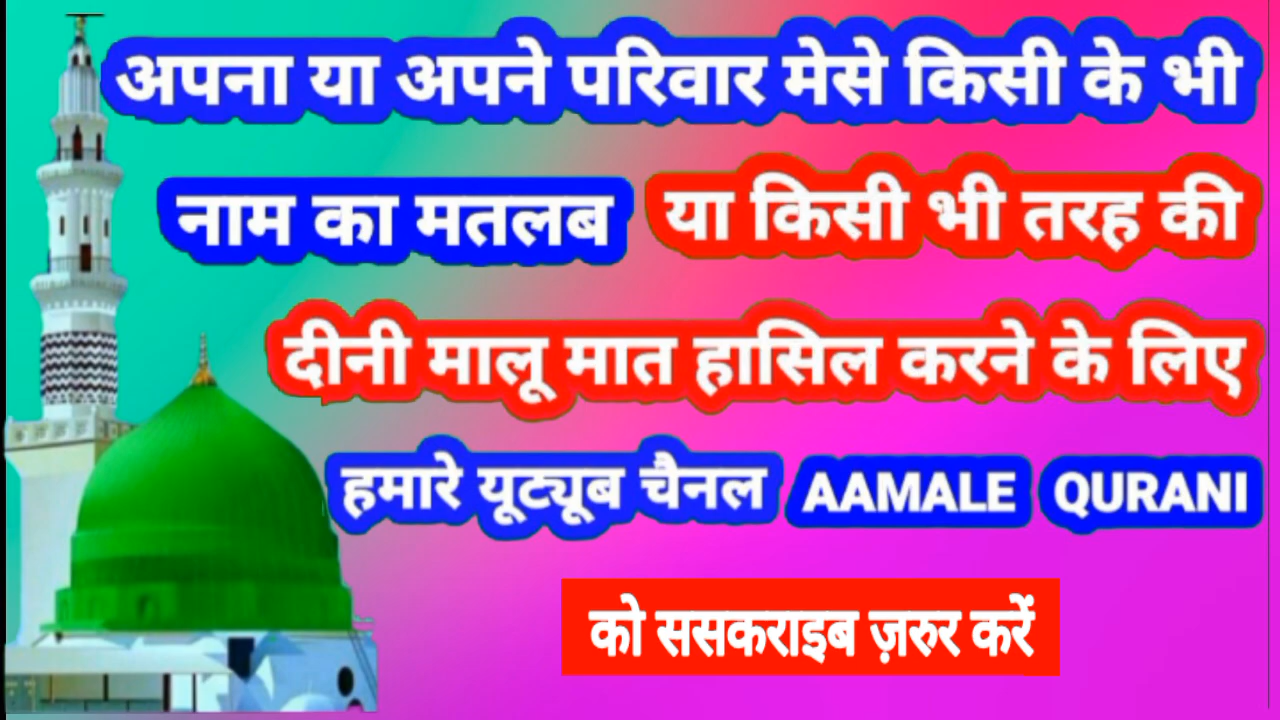 अपना या अपने परिवार मेसे किसी के भी
नाम का मतलब या किसी भी तरह की
दीनी मालू मात हासिल करने के लिए
हमारे यूट्यूब चैनल AAMALE QURANI
को ससकराइब ज़रुर करें